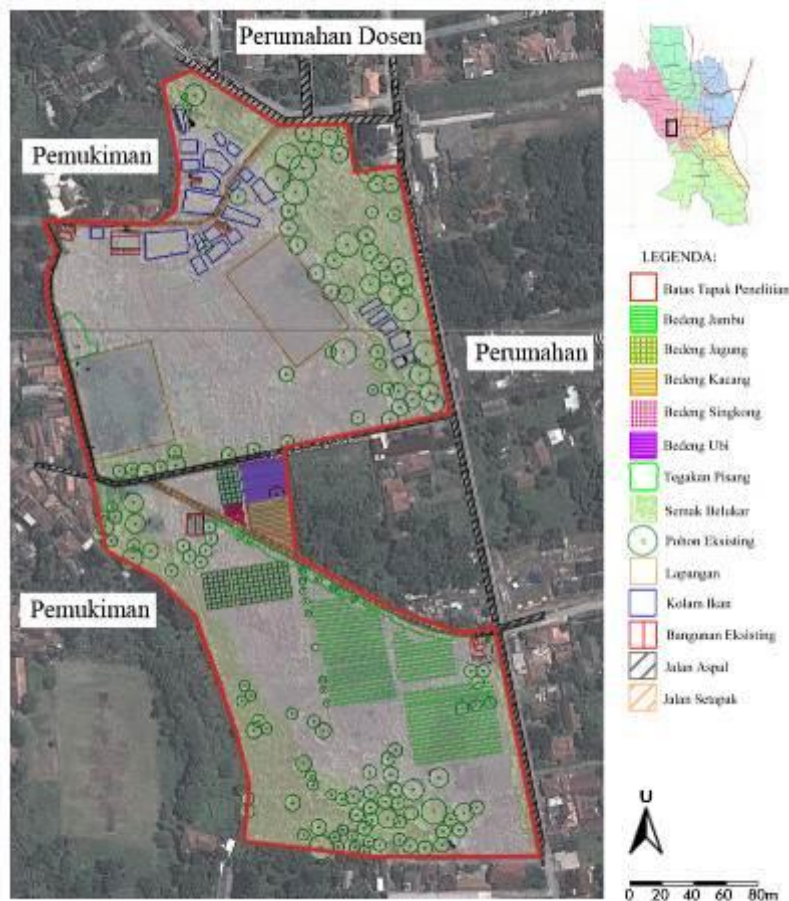 Perumahan Dosen
Pemukiman
Perumahan
Pemukiman
LEGENDA:
Batas Tapak Penelitian
Bedeng Jambu
Bedeng Jagung
Bedeng Kacang
Bedeng Singkong
Bedeng Ubi
Tegakan Pisang
Semak Belukar
Pohon Eksisting
Lapangan
Kolam Ikan
Bangunan Eksisting
Jalan Aspal
Jalan Setapak
U
0 20 40 60 80m